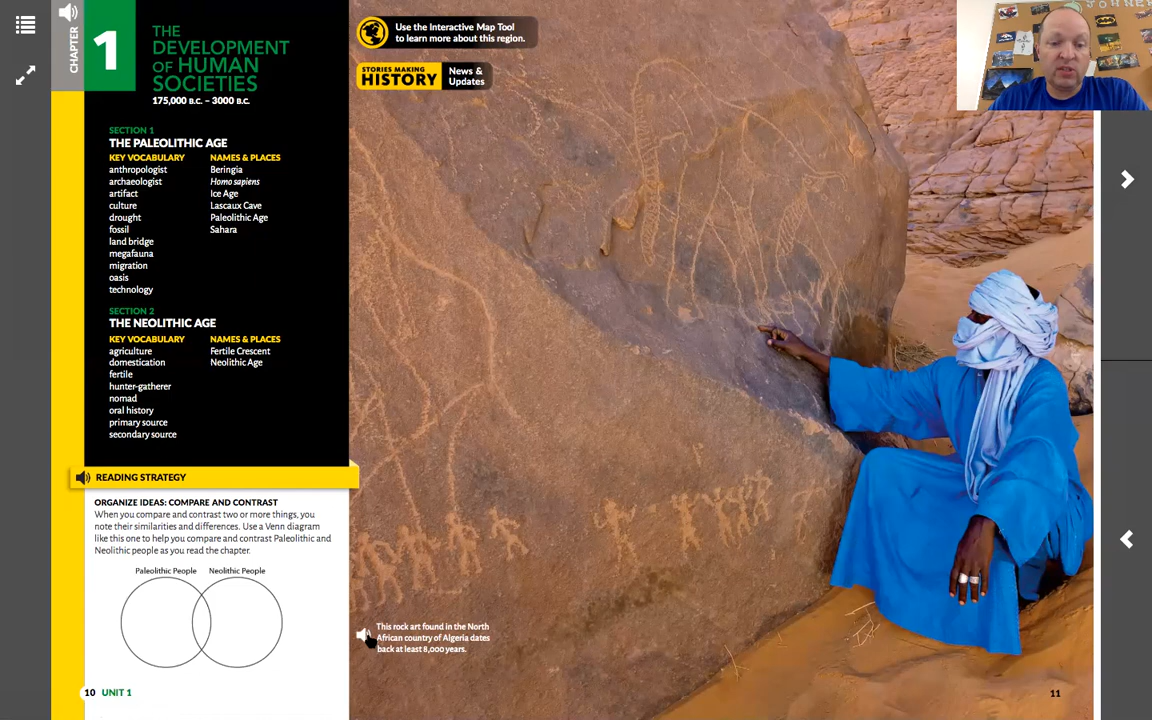 CHAPTER
1
THE
DEVELOPMENT
OF HUMAN
SOCIETIES
175,000 B.C. – 3000 B.C.
SECTION 1
THE PALEOLITHIC AGE
KEY VOCABULARY
anthropologist
archaeologist
artifact
culture
drought
fossil
land bridge
megafauna
migration
oasis
technology
NAMES & PLACES
Beringia
Homo sapiens
Ice Age
Lascaux Cave
Paleolithic Age
Sahara
SECTION 2
THE NEOLITHIC AGE
KEY VOCABULARY
agriculture
domestication
fertile
hunter-gatherer
nomad
oral history
primary source
secondary source
NAMES & PLACES
Fertile Crescent
Neolithic Age
READING STRATEGY
ORGANIZE IDEAS: COMPARE AND CONTRAST
When you compare and contrast two or more things, you
note their similarities and differences. Use a Venn diagram
like this one to help you compare and contrast Paleolithic and
Neolithic people as you read the chapter.
Paleolithic People
Neolithic People
10 UNIT 1
Use the Interactive Map Tool
to learn more about this region.
STORIES MAKING
HISTORY
News &
Updates
This rock art found in the North
African country of Algeria dates
back at least 8,000 years.
11